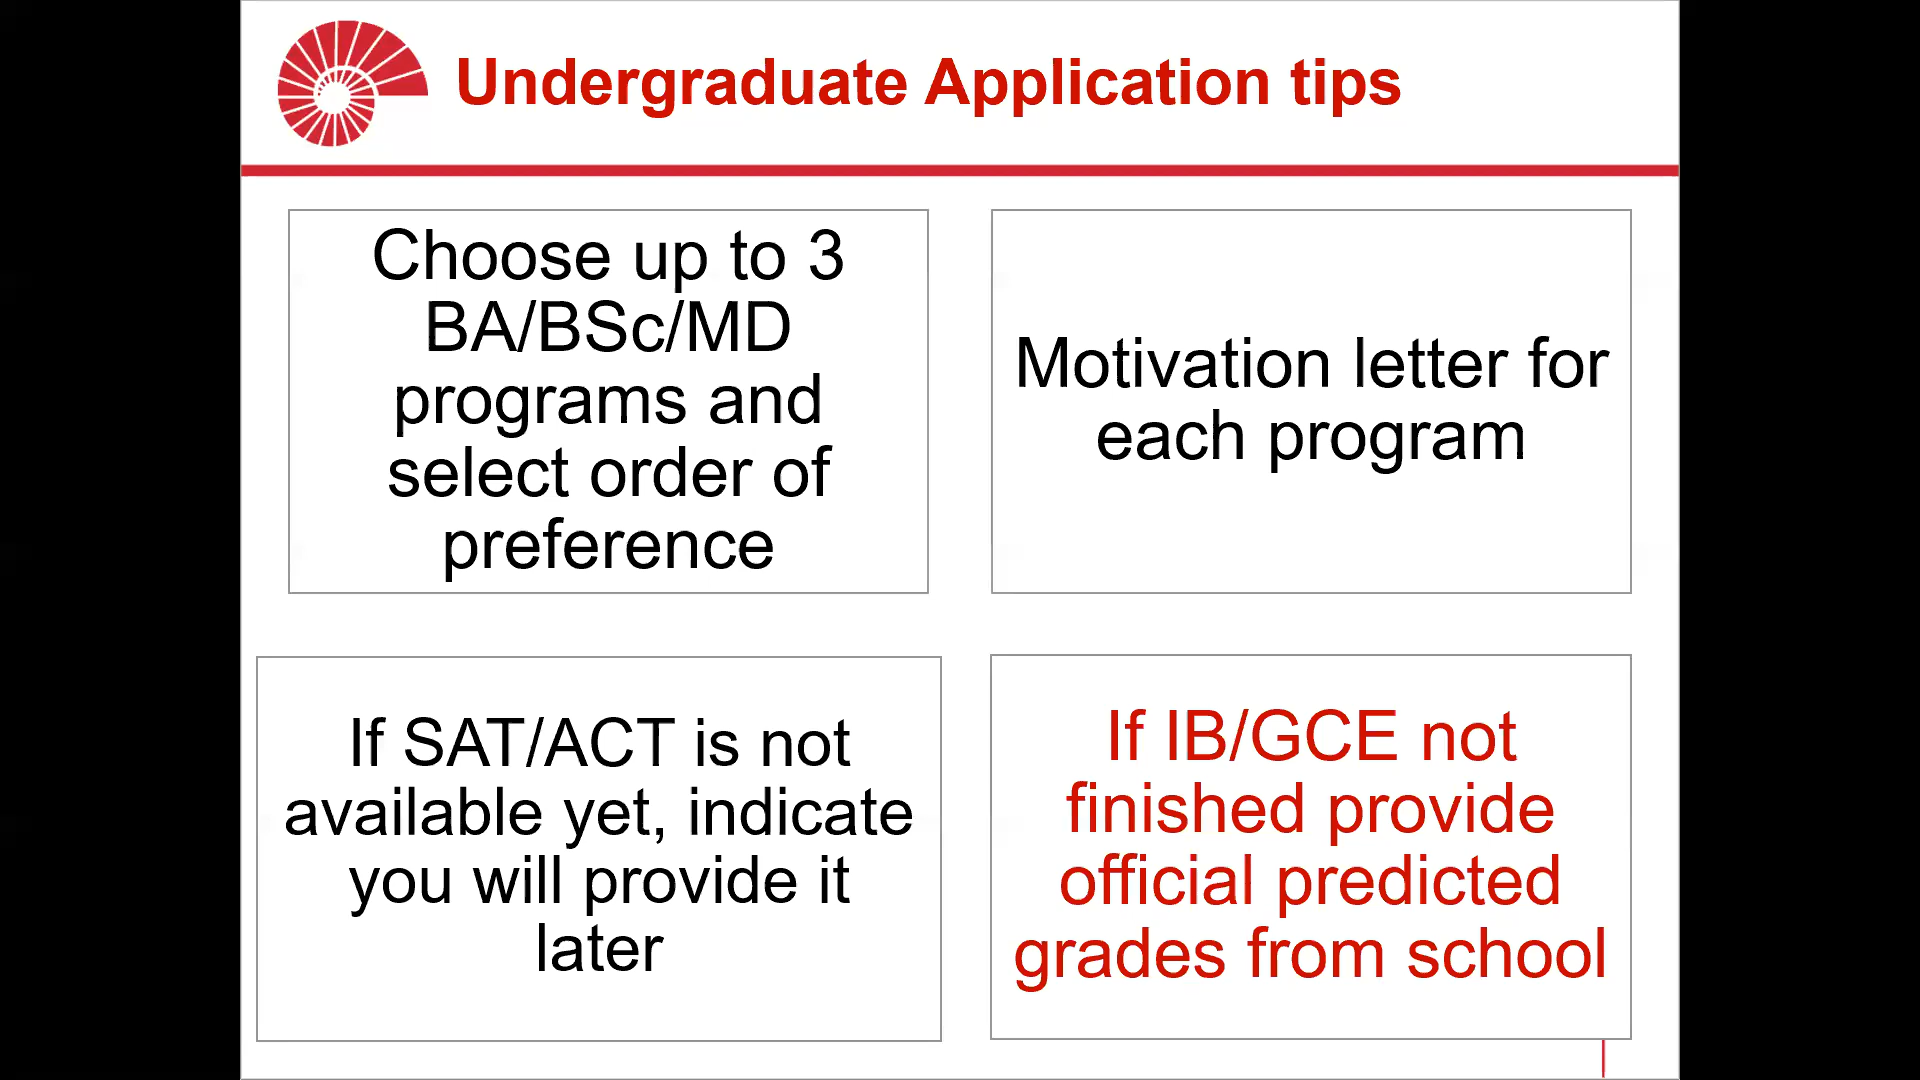 Undergraduate Application tips
Choose up to 3
BA/BSc/MD
programs and
select order of
preference
Motivation letter for
each program
If SAT/ACT is not
available yet, indicate
you will provide it
later
If IB/GCE not
finished provide
official predicted
grades from school